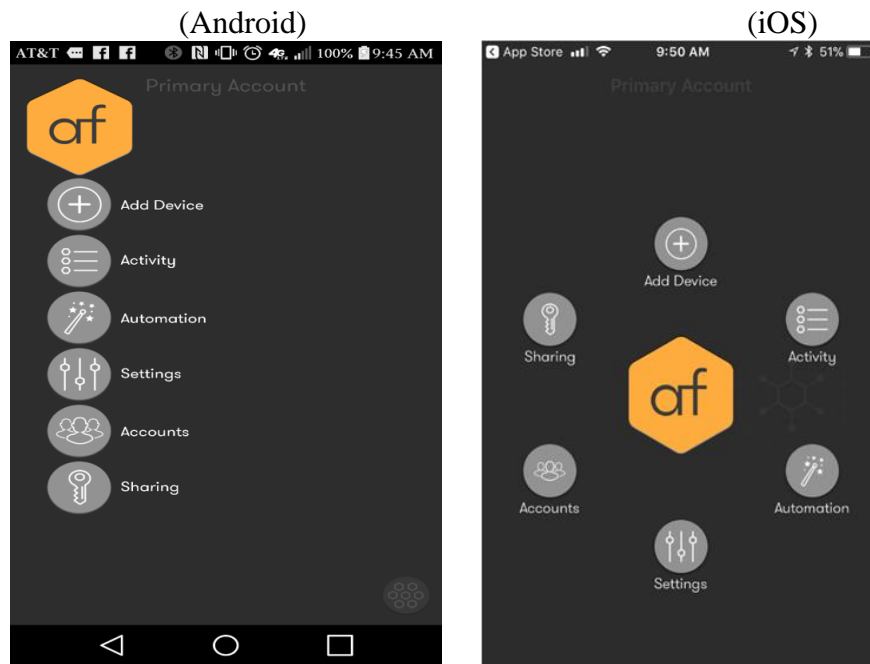 (Android)
(iOS)
AT&T 4G 100% 9:45 AM
Primary Account
af
Add Device
Activity
Automation
Settings
Accounts
Sharing
App Store 9:50 AM 51%
Primary Account
Add Device
Sharing
Activity
af
Accounts
Automation
Settings